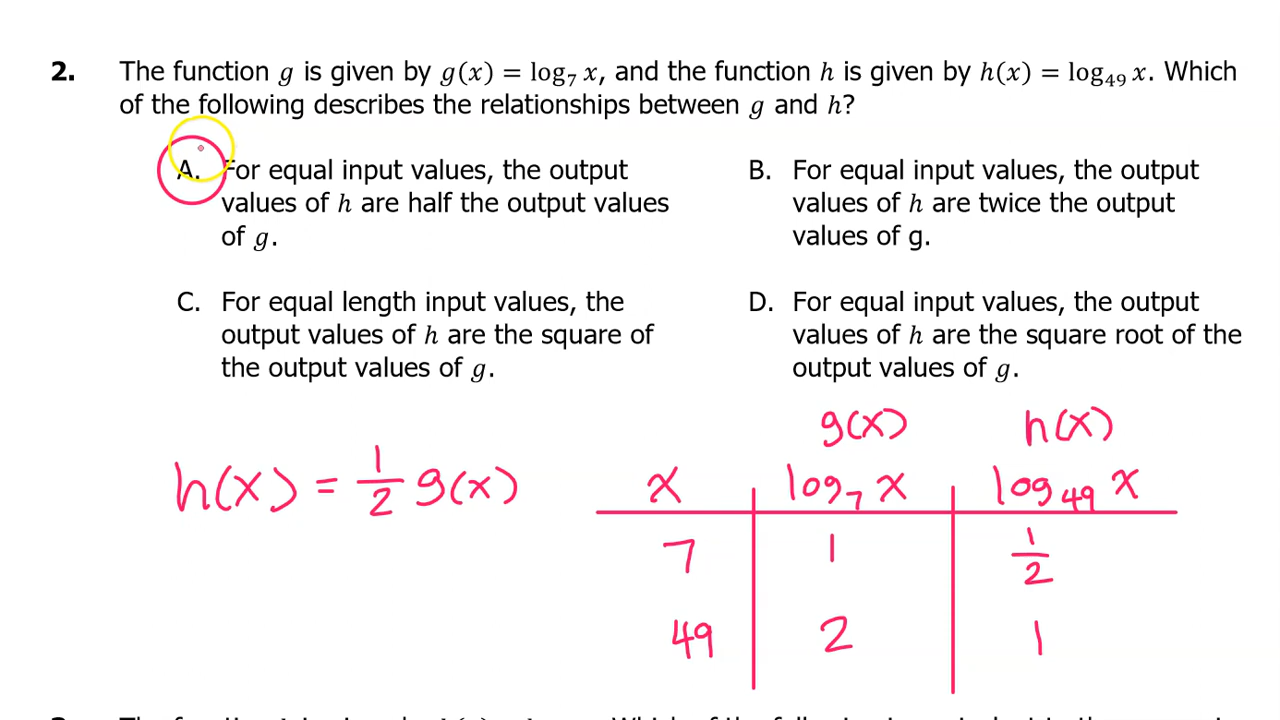 2. The function g is given by g(x) = log₇ x, and the function h is given by h(x) = log₄₉ x. Which
of the following describes the relationships between g and h?
A. For equal input values, the output
values of h are half the output values
of g.
B. For equal input values, the output
values of h are twice the output
values of g.
C. For equal length input values, the
output values of h are the square of
the output values of g.
D. For equal input values, the output
values of h are the square root of the
output values of g.
h(x) = 1/2 g(x)
g(x) h(x)
x log₇ x log₄₉ x
7 1 1/2
49 2 1